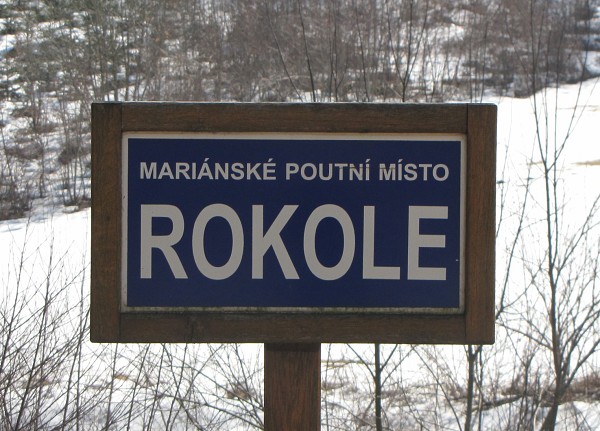 MARIÁNSKÉ POUTNÍ MÍSTO
ROKOLE